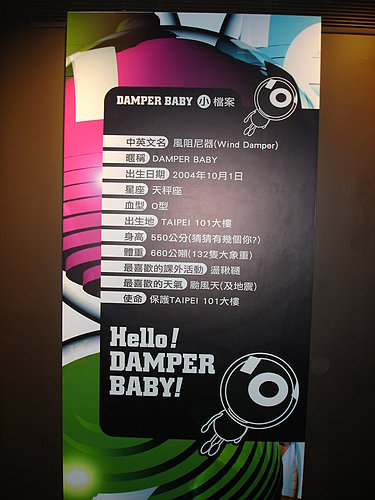 DAMPER BABY 小 檔案
中英文名 風阻尼器(Wind Damper)
暱稱 DAMPER BABY
出生日期 2004年10月1日
星座 天秤座
血型 O型
出生地 TAIPEI 101大樓
身高 550公分(猜猜有幾個你?)
體重 660公噸(132隻大象重)
最喜歡的課外活動 盪鞦韆
最喜歡的天氣 颱風天(及地震)
使命 保護TAIPEI 101大樓
Hello!
DAMPER
BABY!